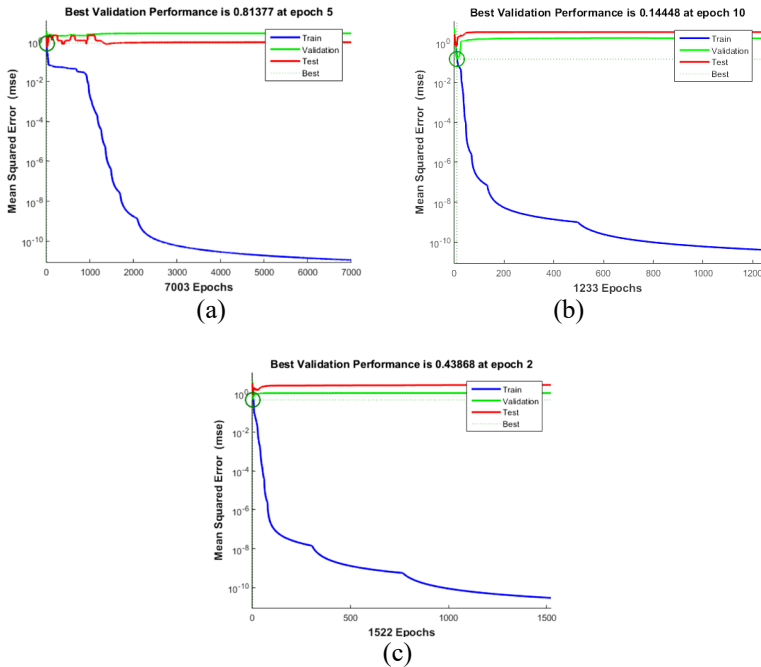 Best Validation Performance is 0.81377 at epoch 5
Mean Squared Error (mse)
10^0
10^-2
10^-4
10^-6
10^-8
10^-10
0 1000 2000 3000 4000 5000 6000 7000
7003 Epochs
Train
Validation
Test
Best
(a)
Best Validation Performance is 0.14448 at epoch 10
Mean Squared Error (mse)
10^0
10^-2
10^-4
10^-6
10^-8
10^-10
0 200 400 600 800 1000 1200
1233 Epochs
Train
Validation
Test
Best
(b)
Best Validation Performance is 0.43868 at epoch 2
Mean Squared Error (mse)
10^0
10^-2
10^-4
10^-6
10^-8
10^-10
0 500 1000 1500
1522 Epochs
Train
Validation
Test
Best
(c)